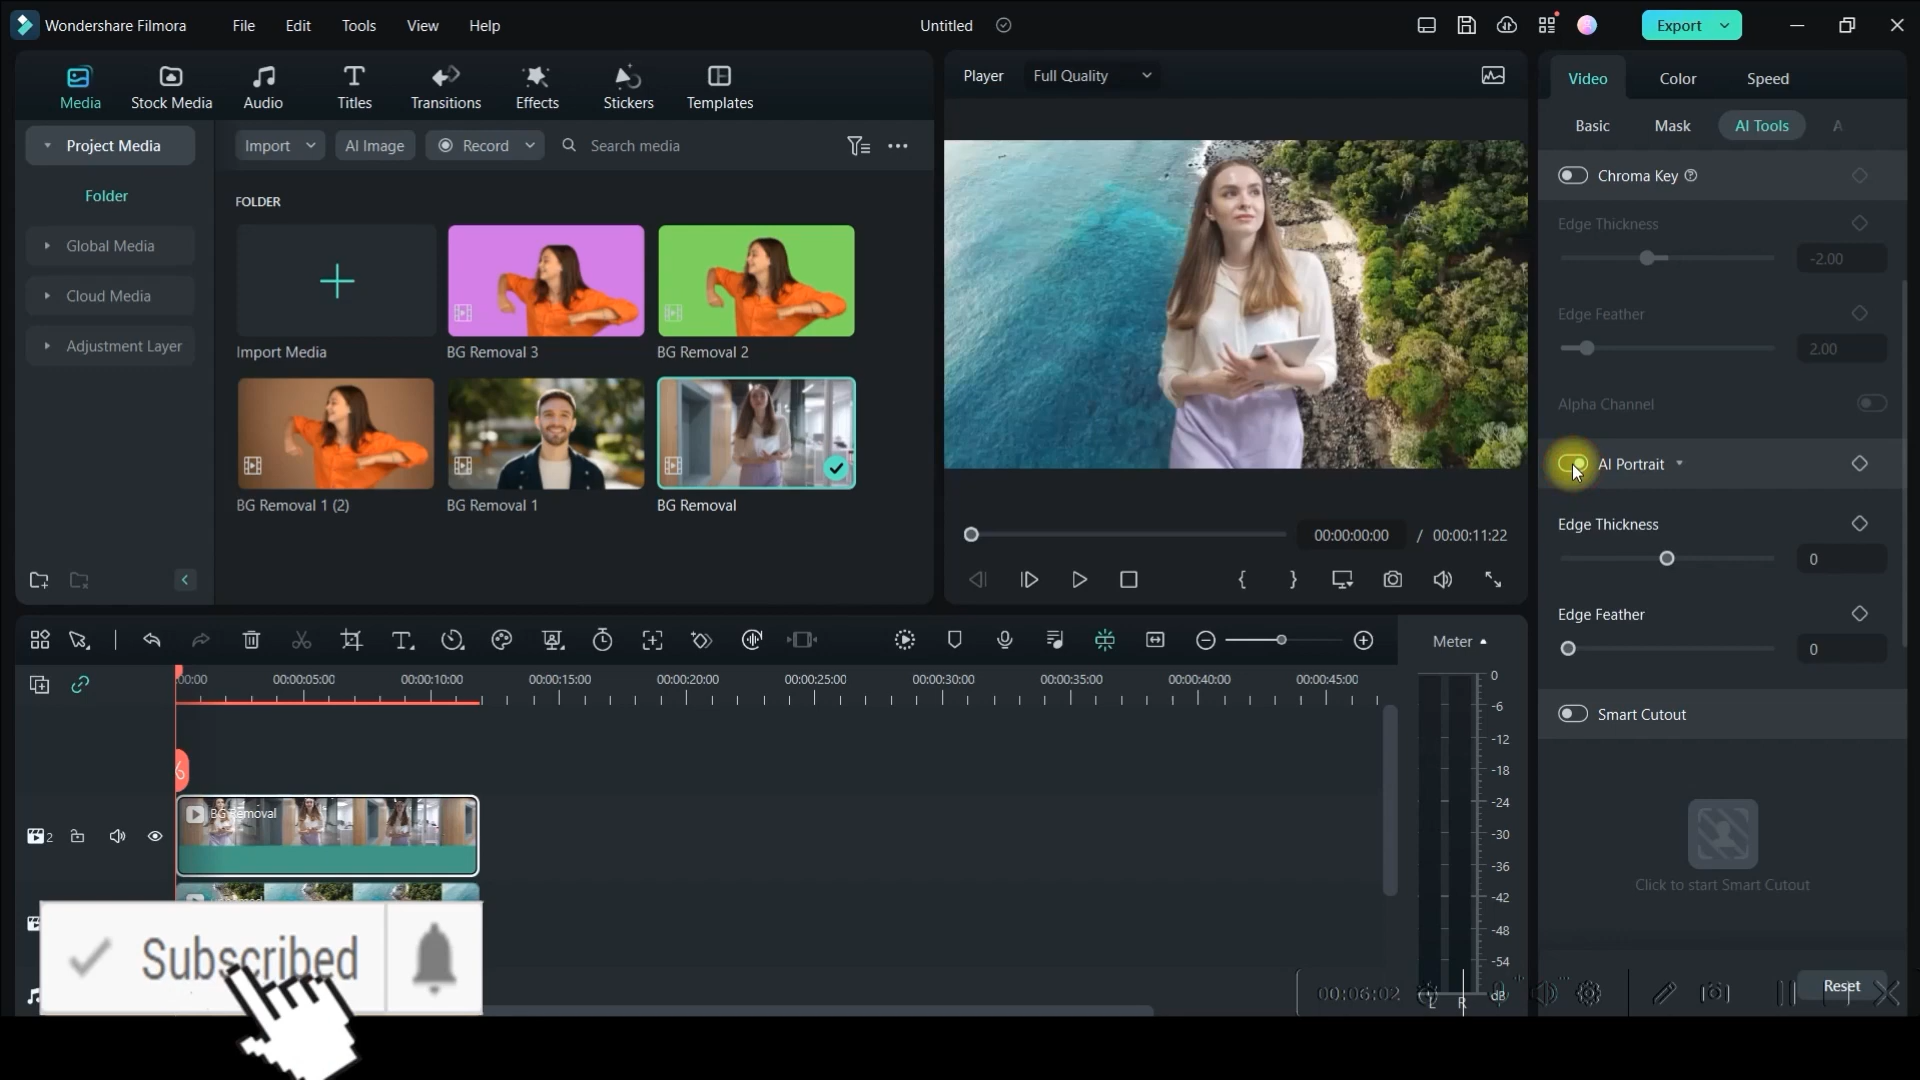 Wondershare Filmora File Edit Tools View Help Untitled Export
Media Stock Media Audio Titles Transitions Effects Stickers Templates
Player Full Quality
Video Color Speed
Basic Mask AI Tools A
Project Media
Folder
Global Media
Cloud Media
Adjustment Layer
Import AI Image Record Search media
FOLDER
Import Media BG Removal 3 BG Removal 2
BG Removal 1 (2) BG Removal 1 BG Removal
00:00:00:00 / 00:00:11:22
Chroma Key
Edge Thickness
-2.00
Edge Feather
2.00
Alpha Channel
AI Portrait
Edge Thickness
0
Edge Feather
0
Smart Cutout
Click to start Smart Cutout
Reset
Meter
:00:00 00:00:05:00 00:00:10:00 00:00:15:00 00:00:20:00 00:00:25:00 00:00:30:00 00:00:35:00 00:00:40:00 00:00:45:00
0
-6
-12
-18
-24
-30
-36
-42
-48
-54
dB
L R
2
BG Removal
Subscribed
00:06:02